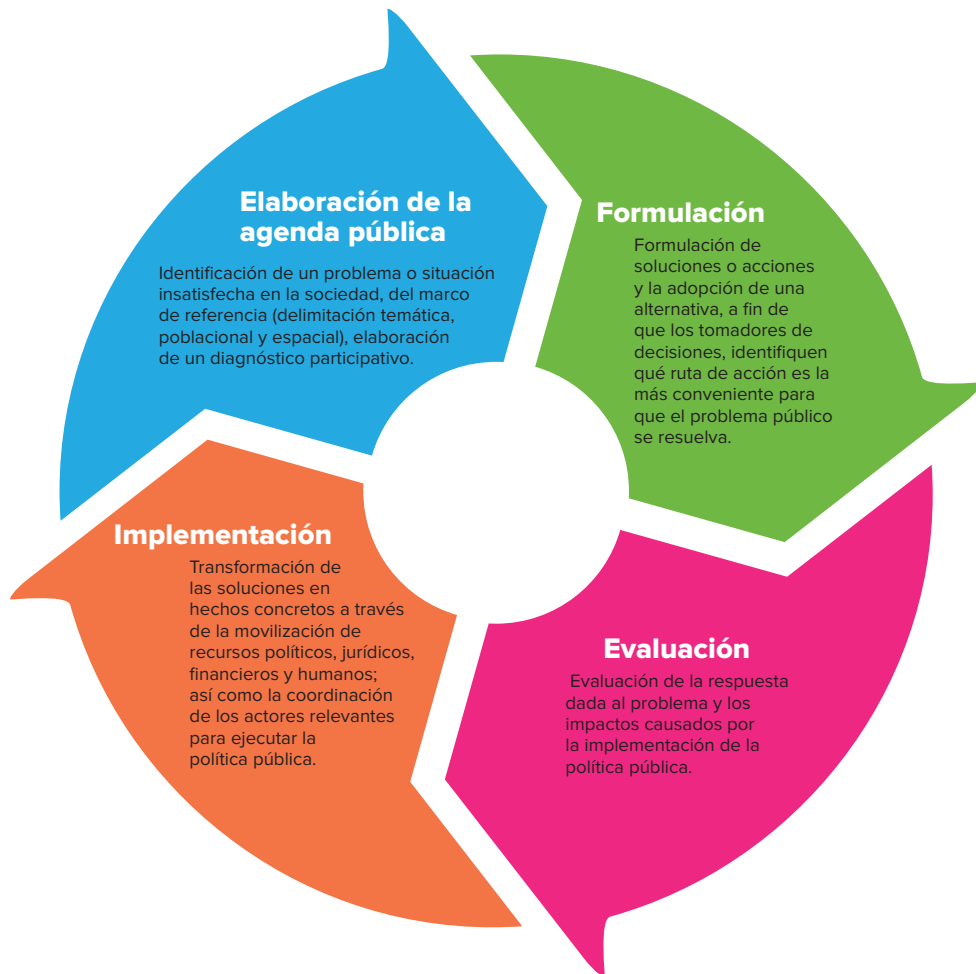 Elaboración de la
agenda pública
Identificación de un problema o situación
insatisfecha en la sociedad, del marco
de referencia (delimitación temática,
poblacional y espacial), elaboración
de un diagnóstico participativo.
Formulación
Formulación de
soluciones o acciones
y la adopción de una
alternativa, a fin de
que los tomadores de
decisiones, identifiquen
qué ruta de acción es la
más conveniente para
que el problema público
se resuelva.
Implementación
Transformación de
las soluciones en
hechos concretos a través
de la movilización de
recursos políticos, jurídicos,
financieros y humanos;
así como la coordinación
de los actores relevantes
para ejecutar la
política pública.
Evaluación
Evaluación de la respuesta
dada al problema y los
impactos causados por
la implementación de la
política pública.